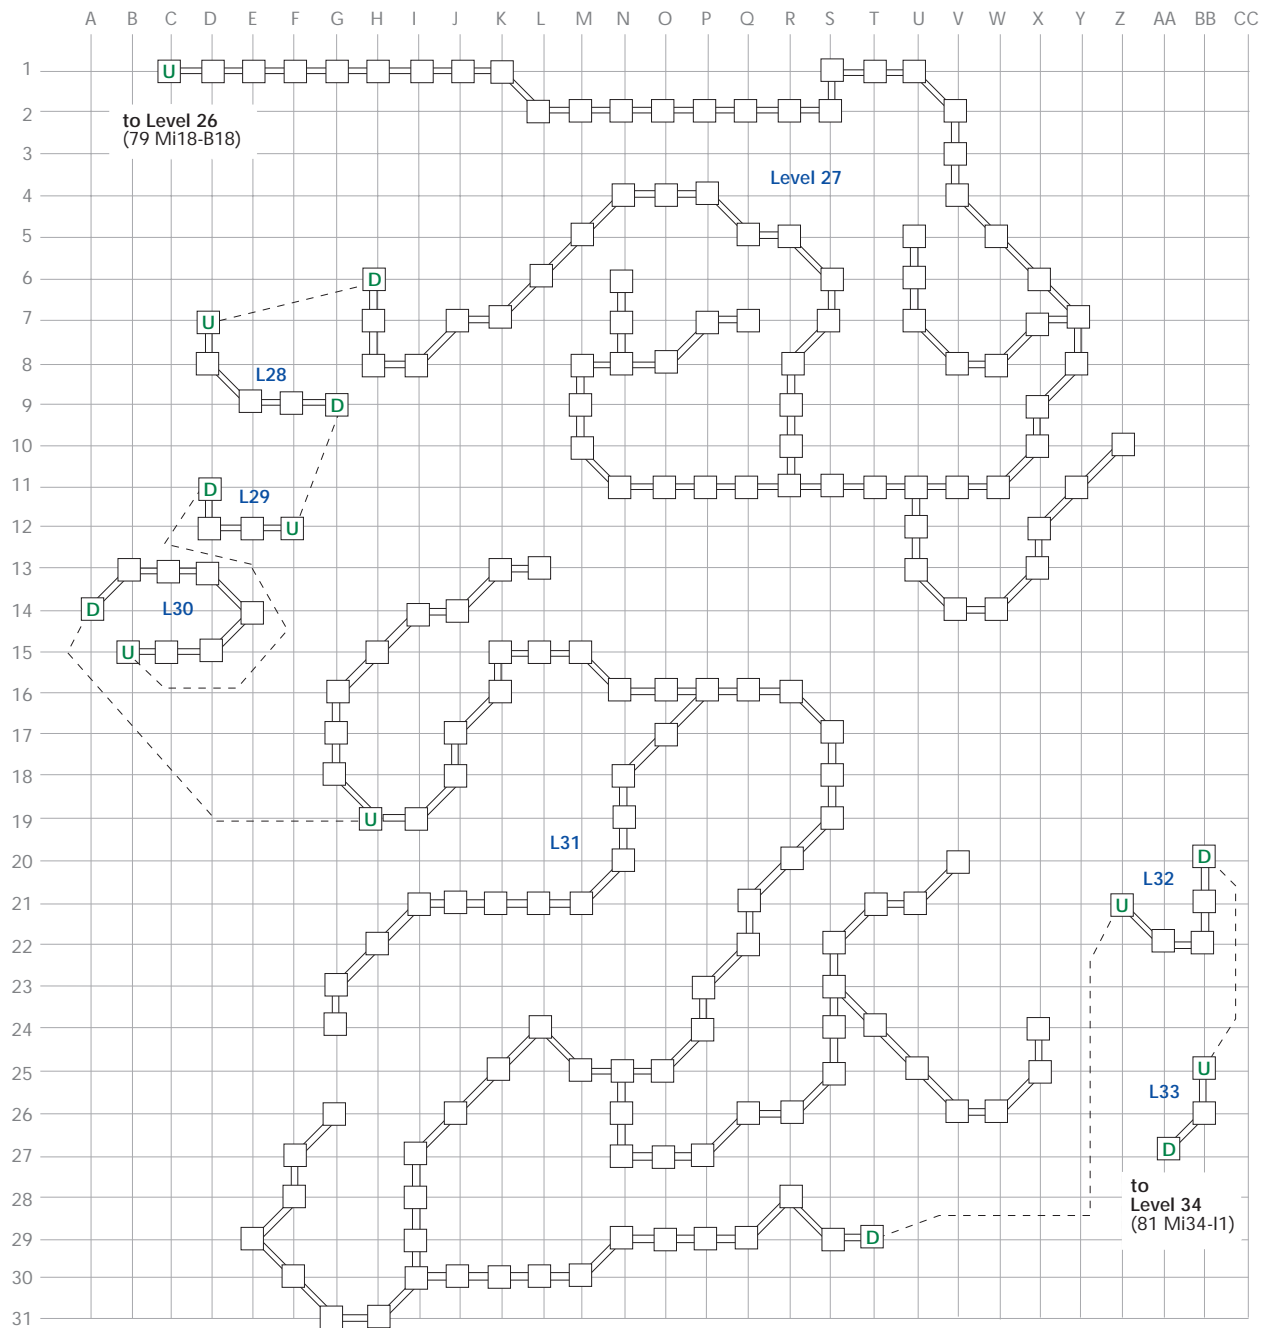 A B C D E F G H I J K L M N O P Q R S T U V W X Y Z AA BB CC
1
U
2
to Level 26
(79 Mi18-B18)
3
Level 27
4
5
6
D
7
U
8
L28
9
D
10
11
D
L29
12
U
13
14
D
L30
15
U
16
17
18
19
U
L31
20
D
L32
21
U
22
23
24
25
U
L33
26
27
D
28
to
Level 34
(81 Mi34-I1)
29
D
30
31